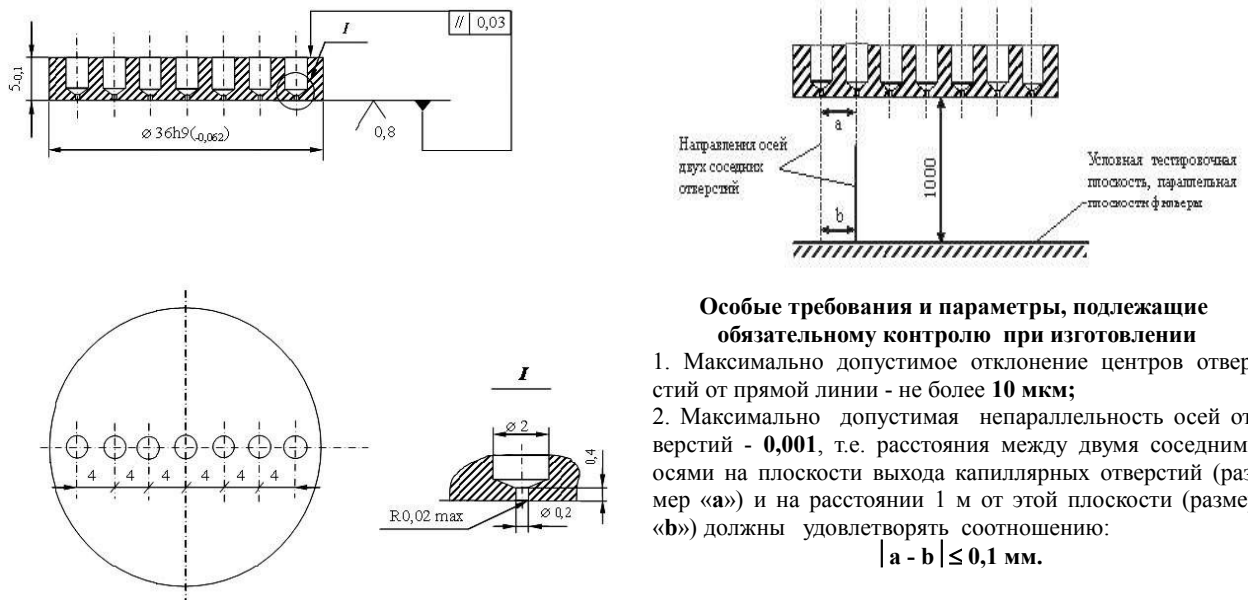 // 0,03
I
5-0,1
⌀ 36h9(-0,062)
0,8
a
Направления осей
двух соседних
отверстий
1000
Условная тестировочная
плоскость, параллельная
плоскости фильеры
b
4 4 4 4 4 4
I
⌀ 2
0,4
R0,02 max
⌀ 0,2
Особые требования и параметры, подлежащие
обязательному контролю при изготовлении
1. Максимально допустимое отклонение центров отвер
стий от прямой линии - не более 10 мкм;
2. Максимально допустимая непараллельность осей от
верстий - 0,001, т.е. расстояния между двумя соседним
осями на плоскости выхода капиллярных отверстий (раз
мер «a») и на расстоянии 1 м от этой плоскости (размер
«b») должны удовлетворять соотношению:
|a - b| ≤ 0,1 мм.